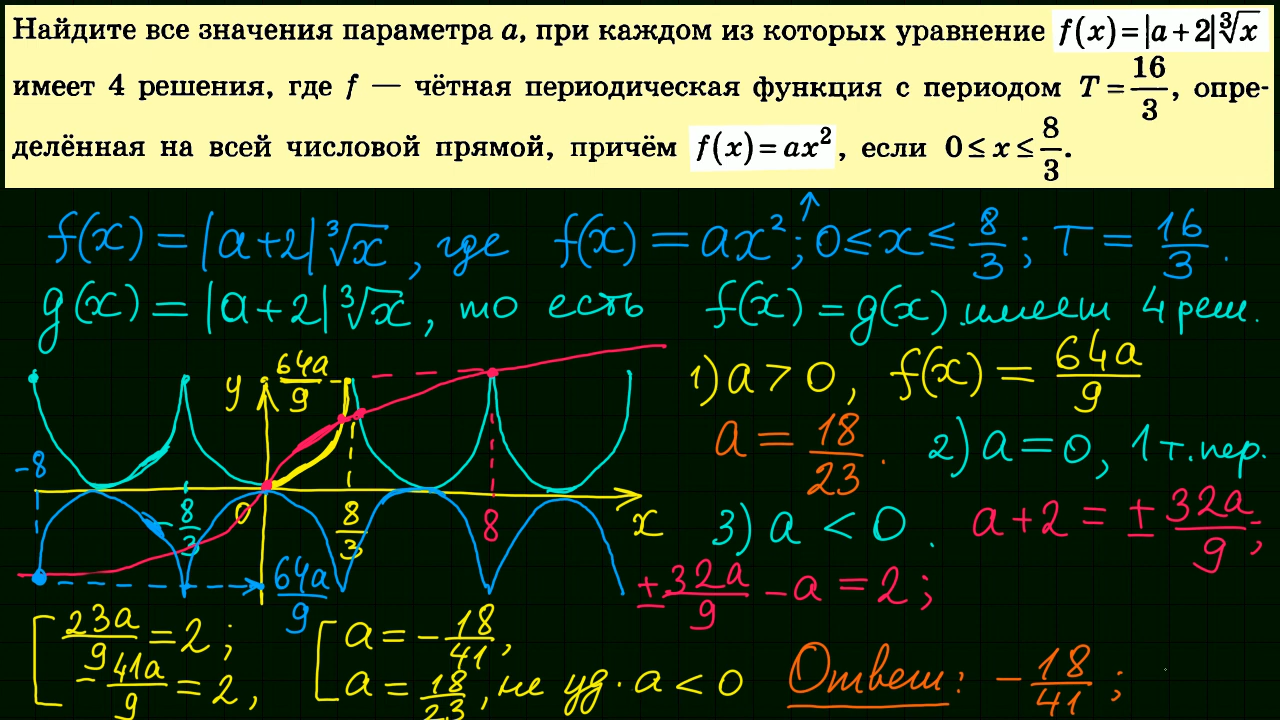 Найдите все значения параметра a, при каждом из которых уравнение f(x)=|a+2|∛x
имеет 4 решения, где f — чётная периодическая функция с периодом T=16/3, опре-
делённая на всей числовой прямой, причём f(x)=ax², если 0≤x≤8/3.
f(x)=|a+2|∛x, где f(x)=ax²; 0≤x≤8/3; T=16/3.
g(x)=|a+2|∛x, то есть f(x)=g(x) имеет 4 реш.
y 64a/9
1) a>0, f(x)=64a/9
a=18/23. 2) a=0, 1 т. пер.
-8
0 x
-8/3 8/3 8
3) a<0. a+2=±32a/9;
64a/9
±32a/9-a=2;
23a/9=2; a=-18/41,
-41a/9=2, a=18/23, не уд. a<0
Ответ: -18/41;